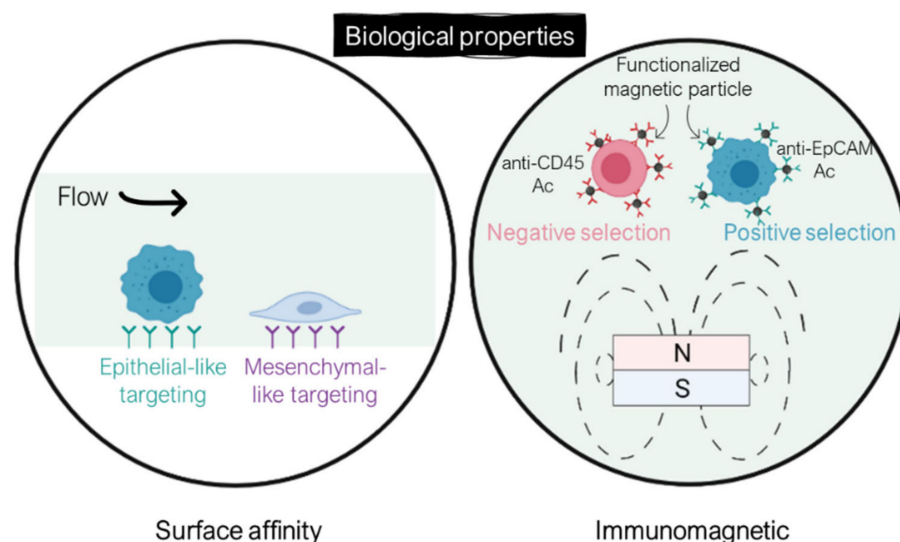 Biological properties
Flow
Epithelial-like
targeting
Mesenchymal-
like targeting
Surface affinity
Functionalized
magnetic particle
anti-CD45
Ac
anti-EpCAM
Ac
Negative selection
Positive selection
N
S
Immunomagnetic